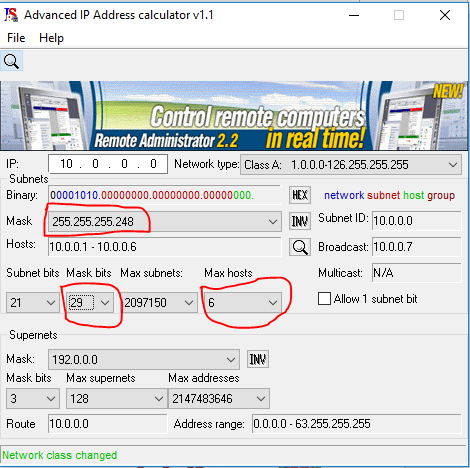 Advanced IP Address calculator v1.1
File Help
NEW!
Control remote computers
Remote Administrator 2.2 in real time!
IP: 10 . 0 . 0 . 0 Network type: Class A: 1.0.0.0-126.255.255.255
Subnets
Binary: 00001010.00000000.00000000.00000000. HEX network subnet host group
Mask 255.255.255.248 INV Subnet ID: 10.0.0.0
Hosts: 10.0.0.1 - 10.0.0.6 Broadcast: 10.0.0.7
Subnet bits Mask bits Max subnets: Max hosts Multicast: N/A
21 29 2097150 6 Allow 1 subnet bit
Supernets
Mask: 192.0.0.0 INV
Mask bits Max supernets Max addresses
3 128 2147483646
Route 10.0.0.0 Address range: 0.0.0.0 - 63.255.255.255
Network class changed